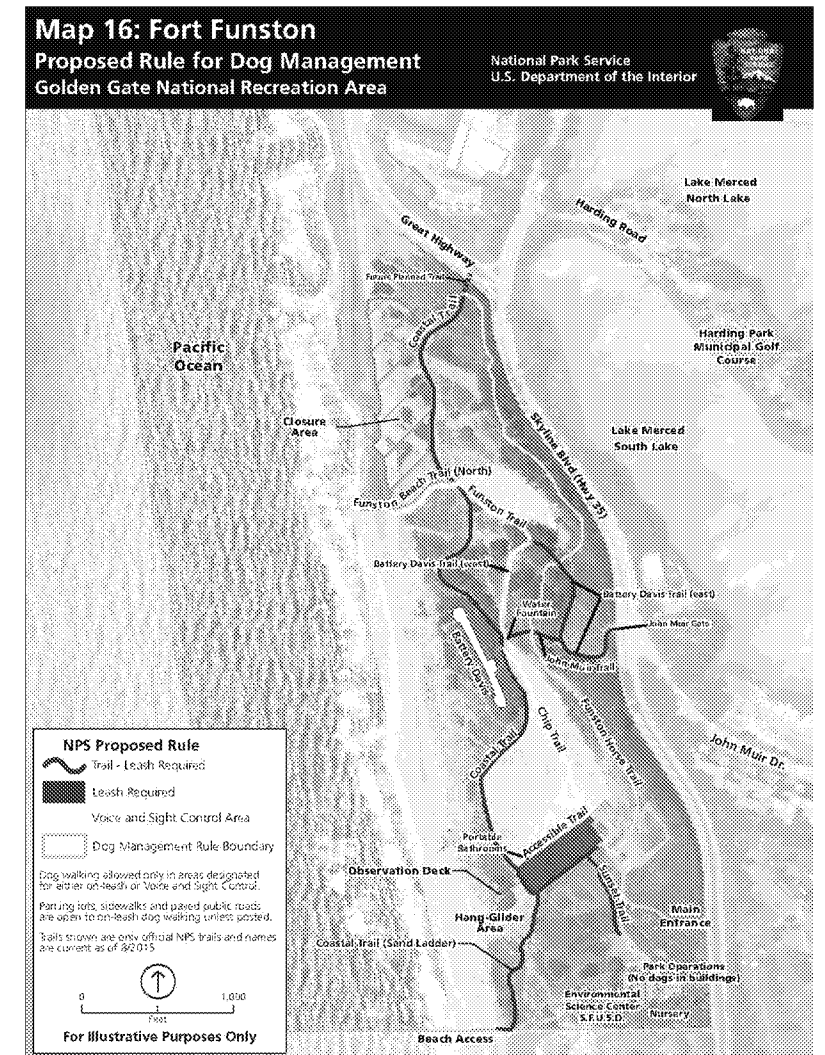 Map 16: Fort Funston
Proposed Rule for Dog Management
Golden Gate National Recreation Area
National Park Service
U.S. Department of the Interior
Lake Merced
North Lake
Harding Road
Great Highway
Future Planned Trail
Coastal Trail
Pacific
Ocean
Harding Park
Municipal Golf
Course
Closure
Area
Skyline Blvd (Hwy 35)
Lake Merced
South Lake
Funston Beach Trail (North)
Funston Trail
Battery Davis Trail (west)
Battery Davis Trail (east)
Water
Fountain
John Muir Gate
Battery Davis
John Muir Trail
Chip Trail
Funston Horse Trail
John Muir Dr.
Coastal Trail
Portable
Bathrooms
Accessible Trail
Observation Deck
Sunset Trail
Hang-Glider
Area
Main
Entrance
Coastal Trail (Sand Ladder)
Park Operations
(No dogs in buildings)
Environmental
Science Center
S.F.U.S.D.
Nursery
Beach Access
NPS Proposed Rule
Trail - Leash Required
Leash Required
Voice and Sight Control Area
Dog Management Rule Boundary
Dog walking allowed only in areas designated
for either on-leash or Voice and Sight Control.
Parking lots, sidewalks and paved public roads
are open to on-leash dog walking unless posted.
Trails shown are only official NPS trails and names
are current as of 8/2015
0
1,000
Feet
For Illustrative Purposes Only